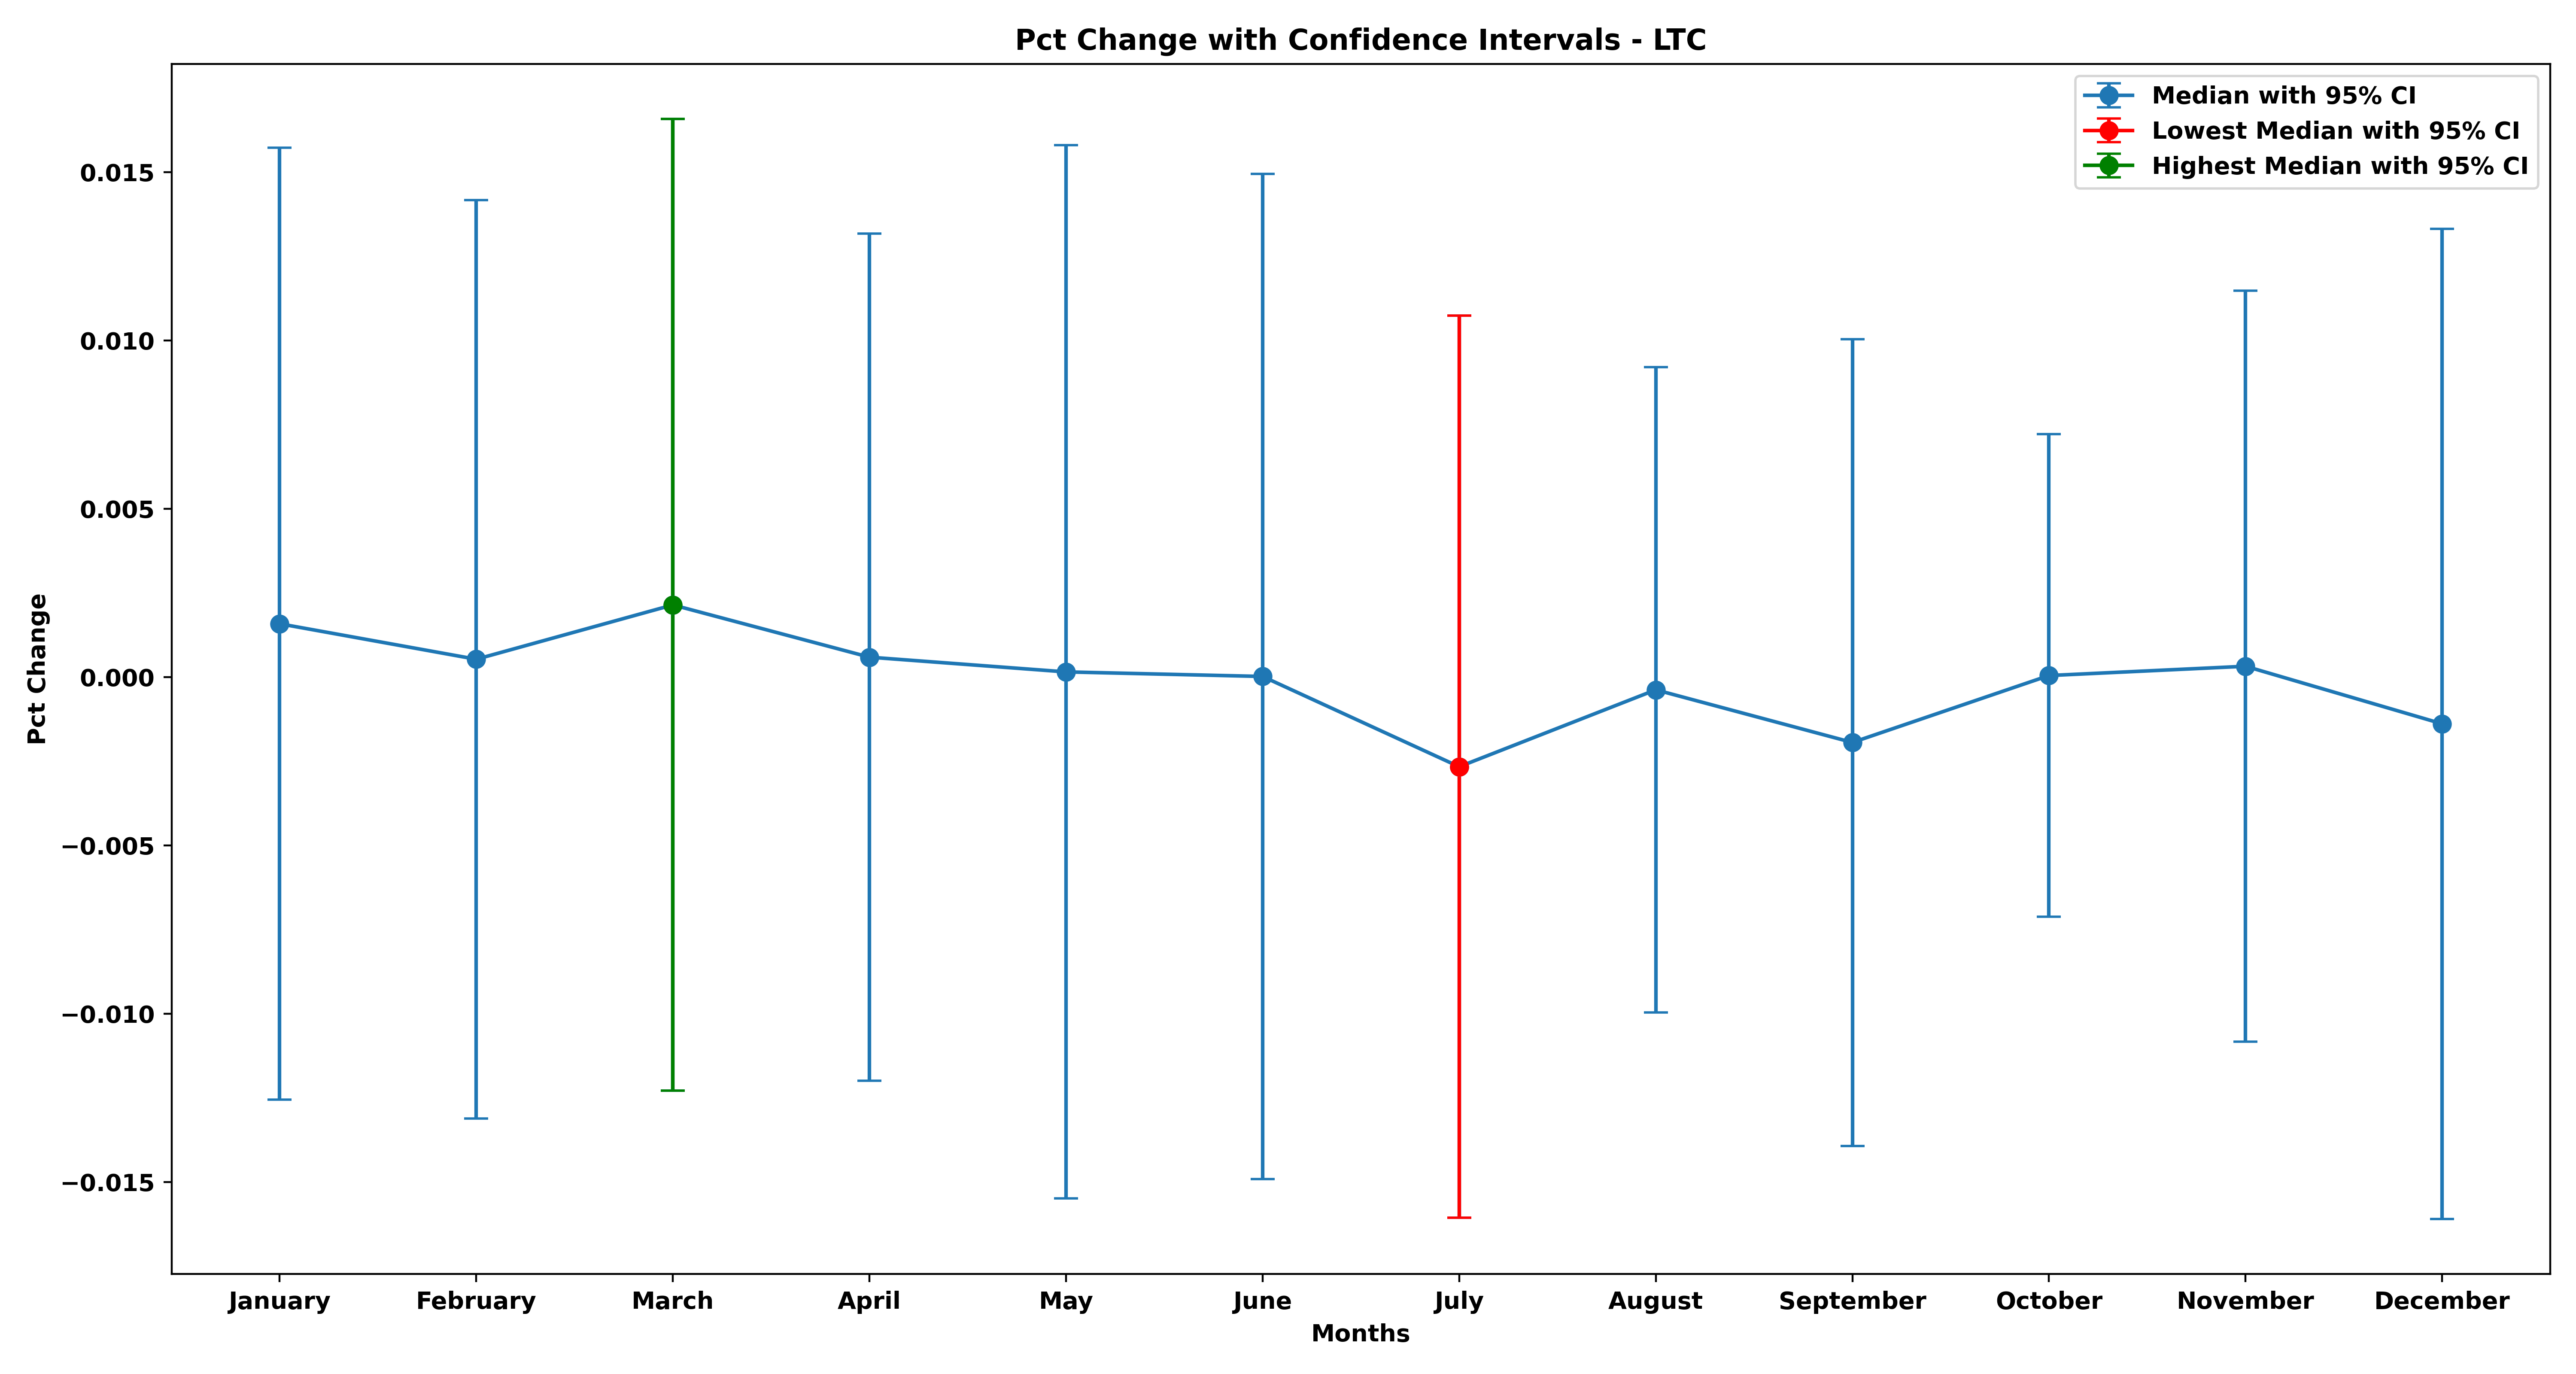 Pct Change with Confidence Intervals - LTC
Median with 95% CI
Lowest Median with 95% CI
Highest Median with 95% CI
Pct Change
0.015
0.010
0.005
0.000
−0.005
−0.010
−0.015
January February March April May June July August September October November December
Months